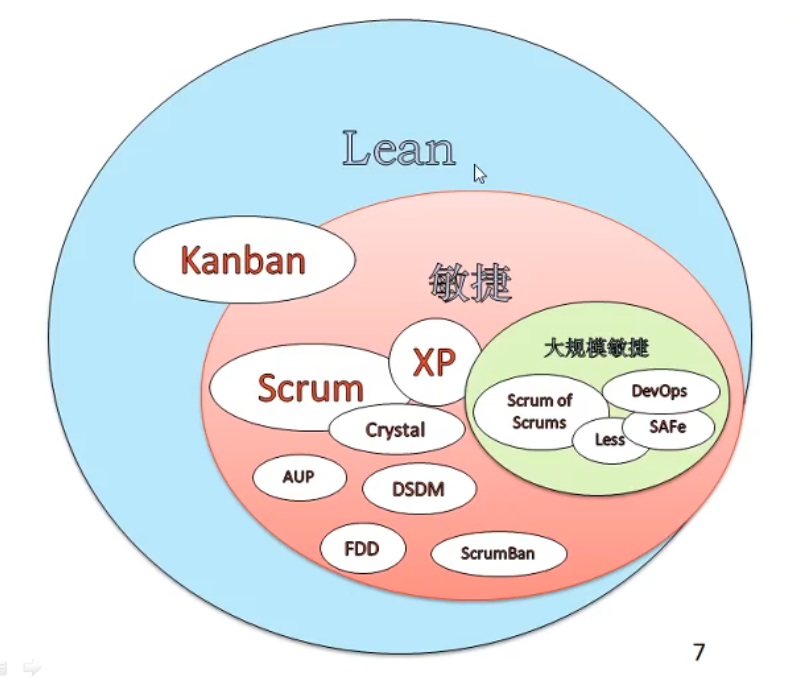 Lean
Kanban
敏捷
XP
Scrum
大规模敏捷
Scrum of
Scrums
DevOps
SAFe
Less
Crystal
AUP
DSDM
FDD
ScrumBan
7